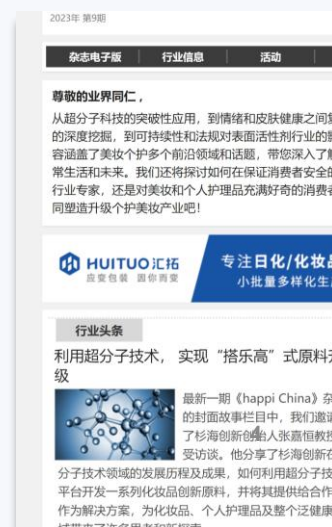 2023年 第9期
杂志电子版 行业信息 活动
尊敬的业界同仁，
从超分子科技的突破性应用，到情绪和皮肤健康之间
的深度挖掘，到可持续性和法规对表面活性剂行业的
容涵盖了美妆个护多个前沿领域和话题，带您深入了
常生活和未来。我们还将探讨如何在保证消费者安全
行业专家，还是对美妆和个人护理品充满好奇的消费
同塑造升级个护美妆产业吧！
HUITUO汇拓
应变包装 因你而变
专注日化/化妆
小批量多样化生
行业头条
利用超分子技术， 实现“搭乐高”式原料
级
最新一期《happi China》
的封面故事栏目中，我们邀
了杉海创新创始人张嘉恒教
受访谈。他分享了杉海创新
分子技术领域的发展历程及成果，如何利用超分子技
平台开发一系列化妆品创新原料，并将其提供给合作
作为解决方案，为化妆品、个人护理品及整个泛健康